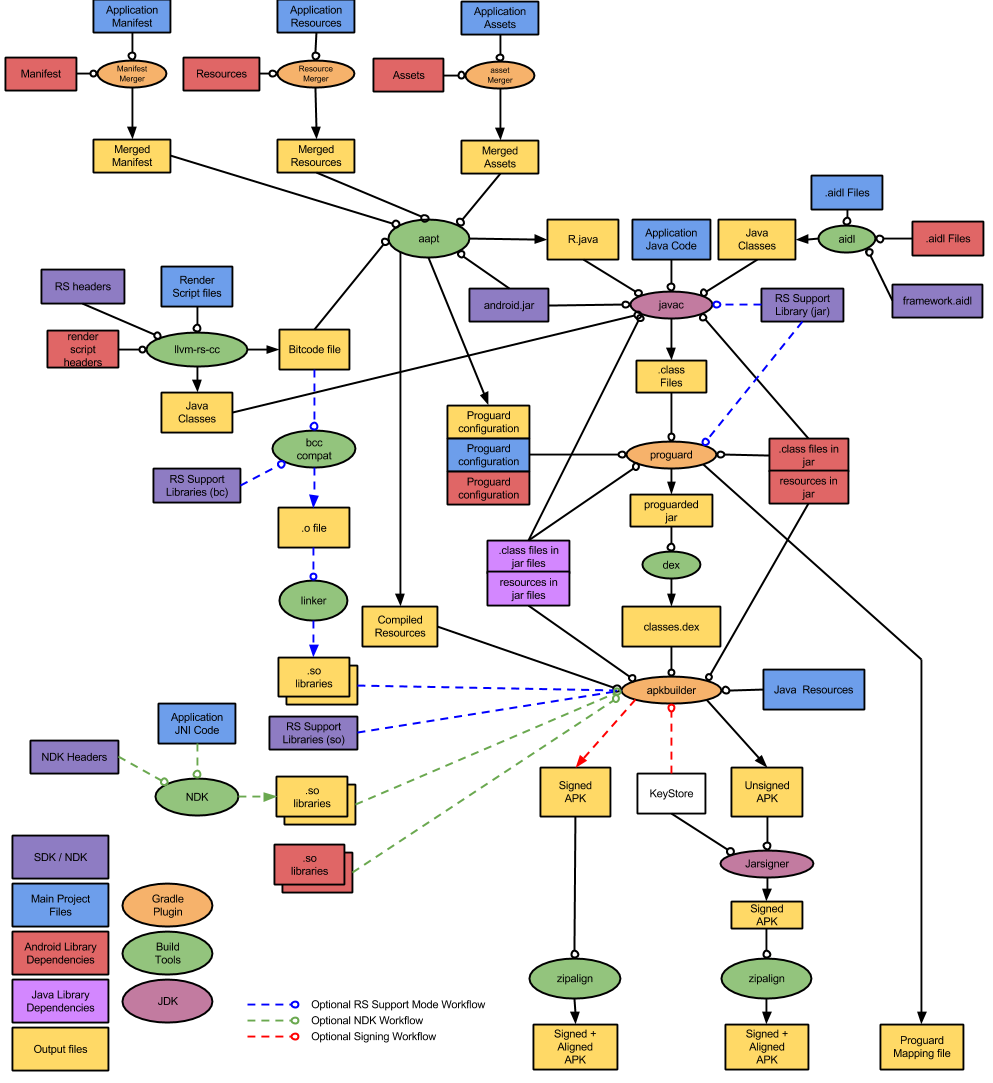 Application
Manifest
Application
Resources
Application
Assets
Manifest
Manifest
Merger
Resources
Resource
Merger
Assets
asset
Merger
Merged
Manifest
Merged
Resources
Merged
Assets
.aidl Files
aapt
R.java
Application
Java Code
Java
Classes
aidl
.aidl Files
RS headers
Render
Script files
android.jar
javac
RS Support
Library (jar)
framework.aidl
render
script
headers
llvm-rs-cc
Bitcode file
.class
Files
Java
Classes
Proguard
configuration
Proguard
configuration
Proguard
configuration
bcc
compat
proguard
.class files in
jar
resources in
jar
RS Support
Libraries (bc)
proguarded
jar
.o file
.class files in
jar files
resources in
jar files
dex
linker
Compiled
Resources
classes.dex
.so
libraries
apkbuilder
Java  Resources
Application
JNI Code
RS Support
Libraries (so)
NDK Headers
NDK
.so
libraries
Signed
APK
KeyStore
Unsigned
APK
.so
libraries
Jarsigner
SDK / NDK
Main Project
Files
Gradle
Plugin
Signed
APK
Android Library
Dependencies
Build
Tools
zipalign
zipalign
Java Library
Dependencies
JDK
Optional RS Support Mode Workflow
Optional NDK Workflow
Optional Signing Workflow
Output files
Signed +
Aligned
APK
Signed +
Aligned
APK
Proguard
Mapping file